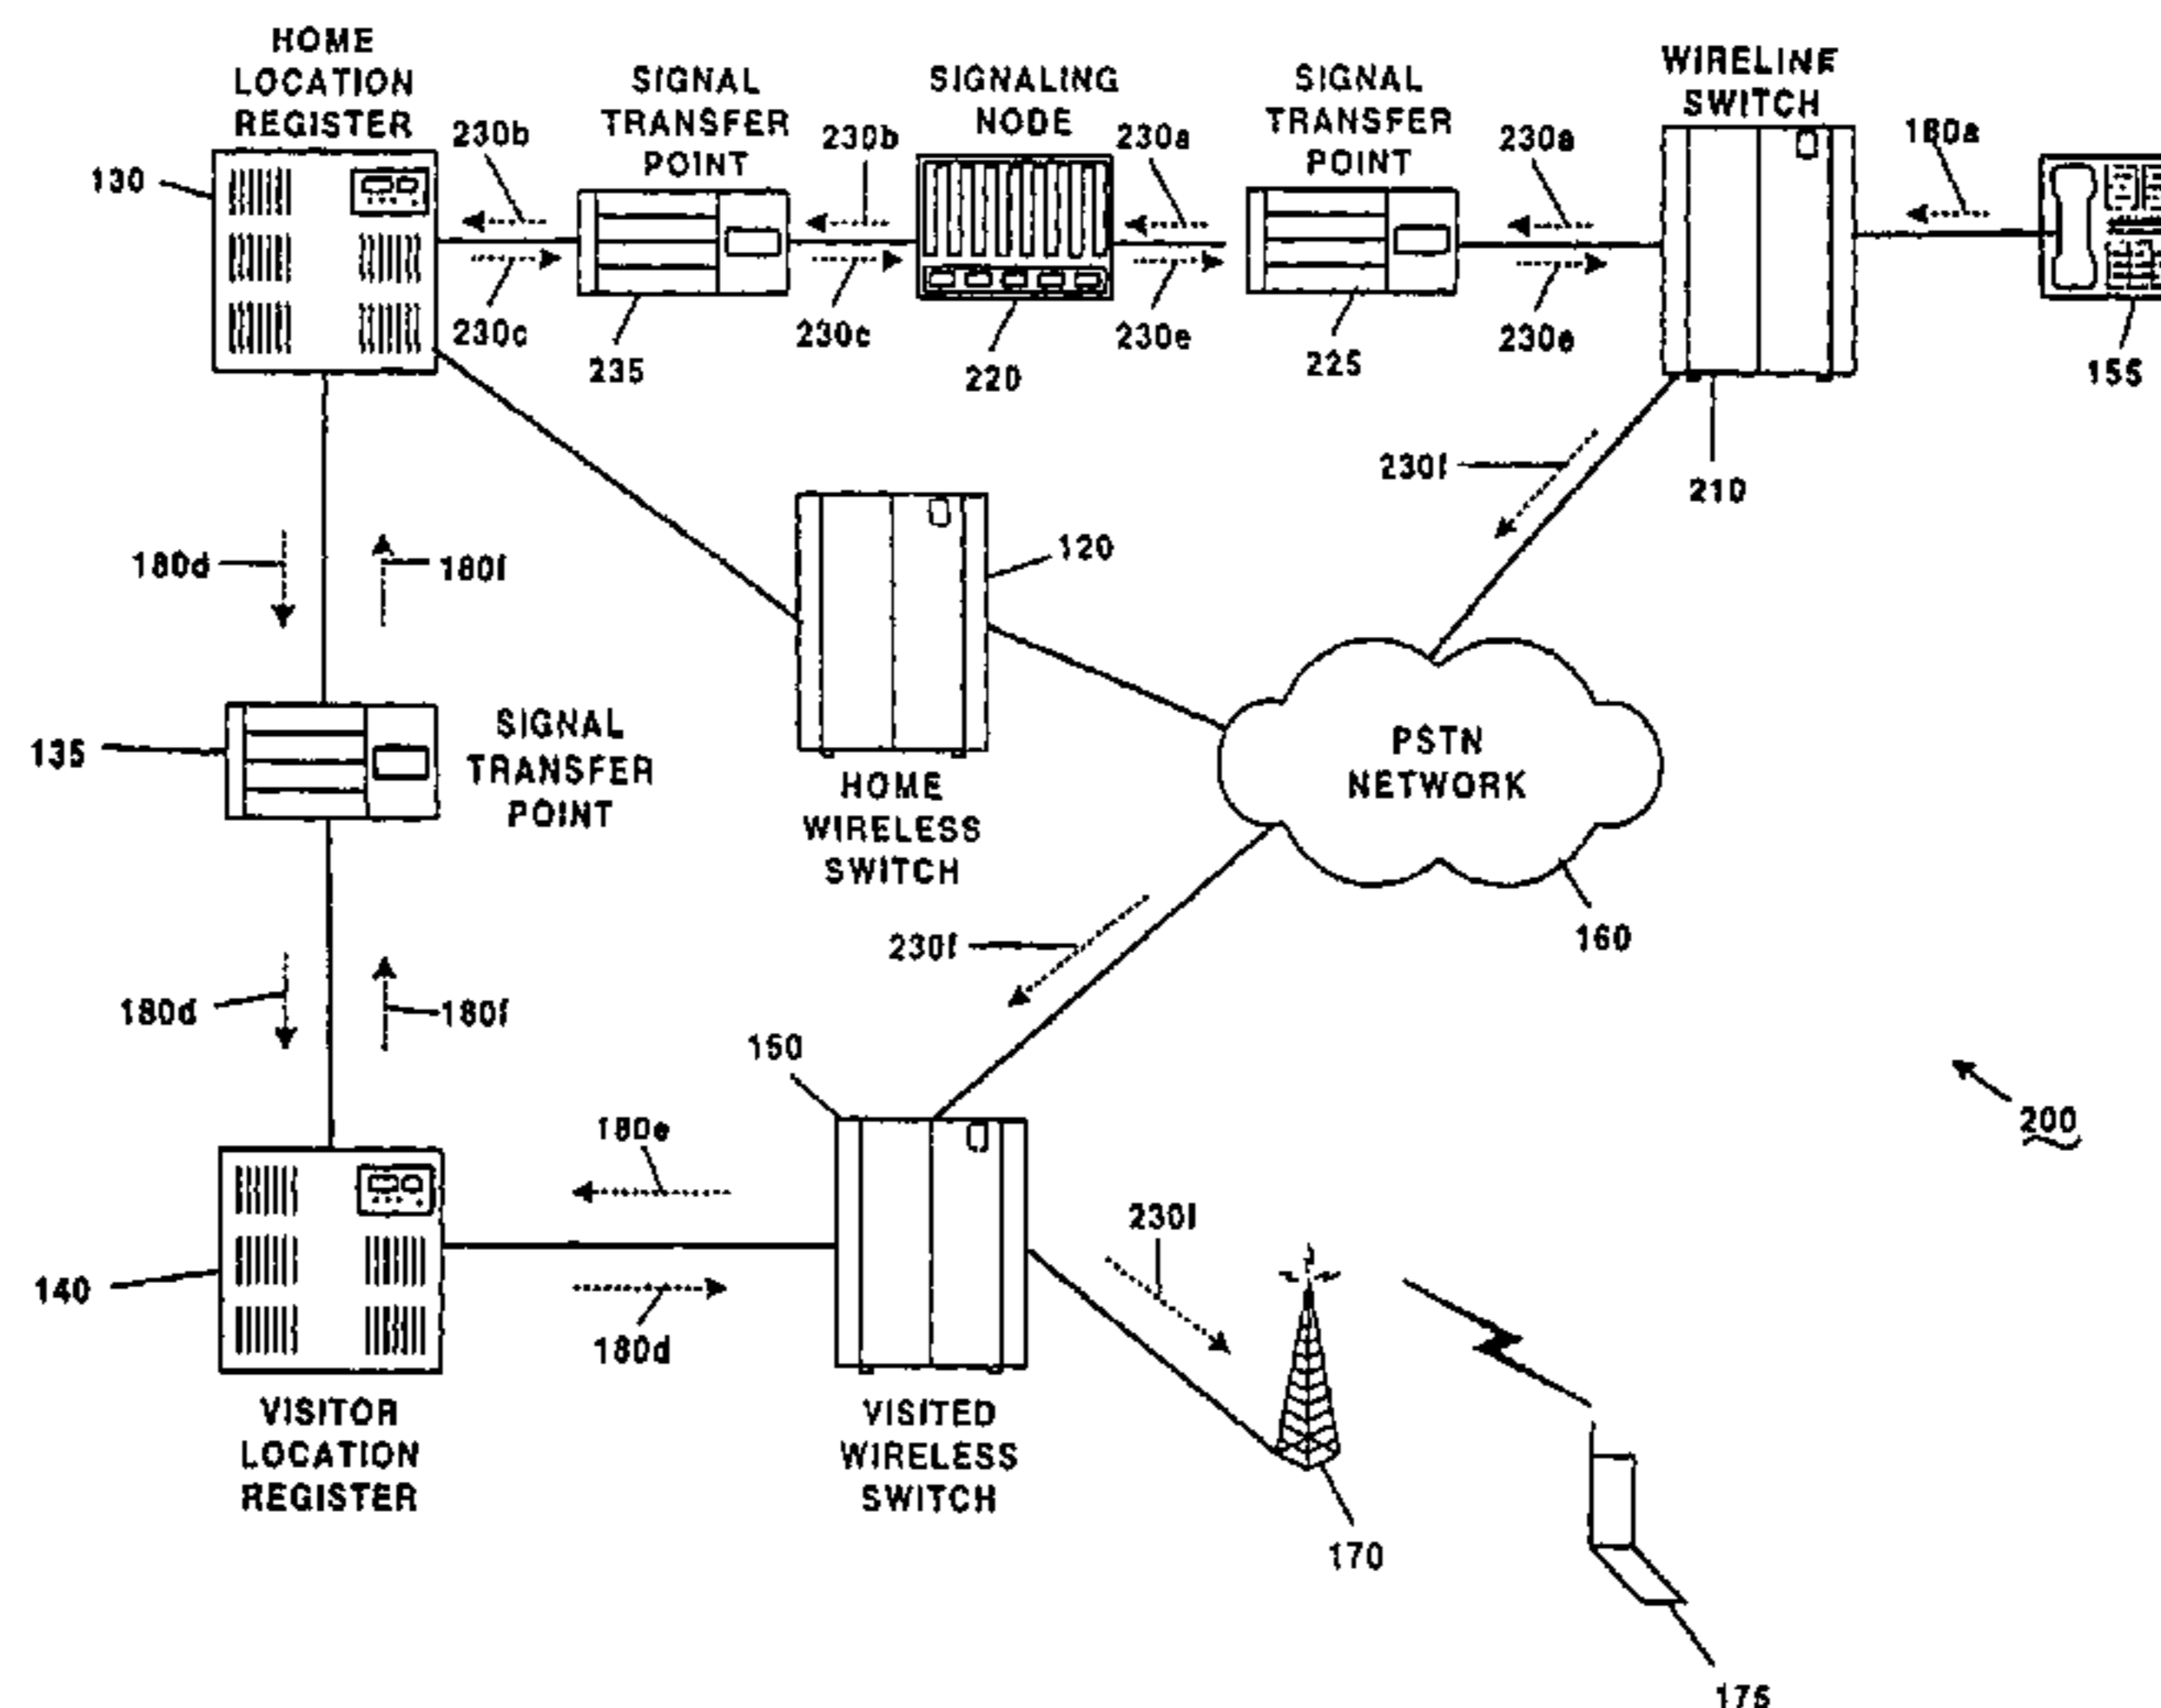 HOME
LOCATION
REGISTER
SIGNAL
TRANSFER
POINT
SIGNALING
NODE
SIGNAL
TRANSFER
POINT
WIRELINE
SWITCH
130
230b
230b
230a
230a
180a
230c
235
230c
220
230e
225
230e
155
230f
210
180d
180f
120
135
SIGNAL
TRANSFER
POINT
HOME
WIRELESS
SWITCH
PSTN
NETWORK
160
230f
180d
180f
150
200
180e
230f
140
180d
VISITOR
LOCATION
REGISTER
VISITED
WIRELESS
SWITCH
170
175